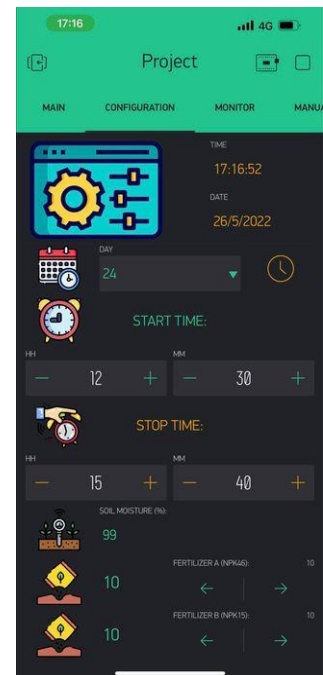 17:16
4G
Project
MAIN CONFIGURATION MONITOR MANU
TIME
17:16:52
DATE
26/5/2022
DAY
24
START TIME:
HH MM
— 12 + — 30 +
STOP TIME:
HH MM
— 15 + — 40 +
SOIL MOISTURE (%):
99
FERTILIZER A (NPK46): 10
10
FERTILIZER B (NPK15): 10
10